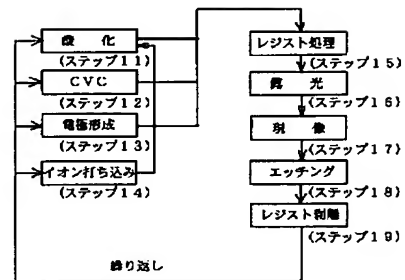 酸 化
(ステップ11)
CVC
(ステップ12)
電極形成
(ステップ13)
イオン打ち込み
(ステップ14)
レジスト処理
(ステップ15)
露 光
(ステップ16)
現 像
(ステップ17)
エッチング
(ステップ18)
レジスト剥離
(ステップ19)
繰り返し